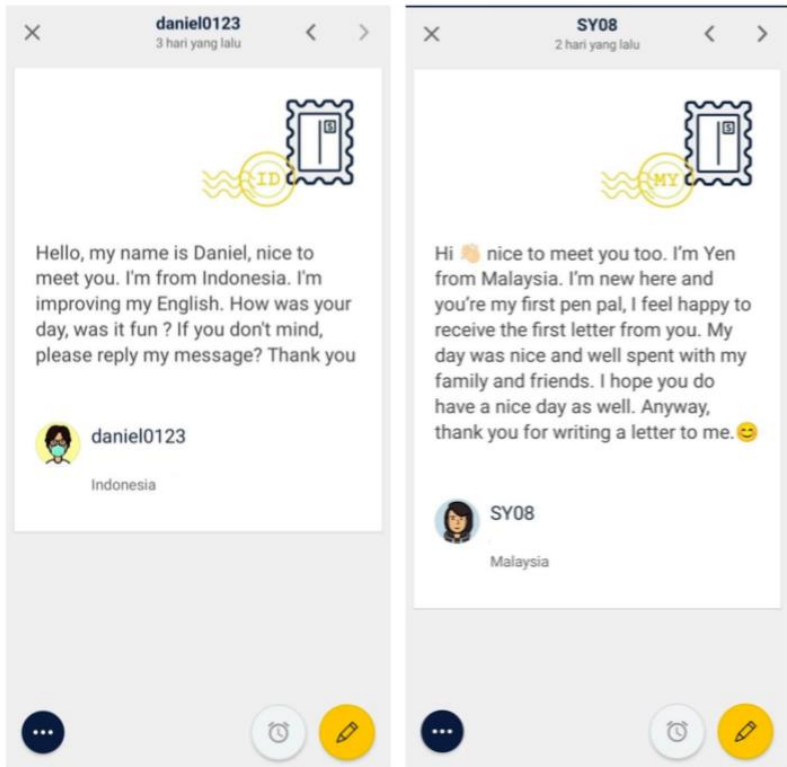 daniel0123
3 hari yang lalu
ID
S
Hello, my name is Daniel, nice to
meet you. I'm from Indonesia. I'm
improving my English. How was your
day, was it fun ? If you don't mind,
please reply my message? Thank you
daniel0123
Indonesia
SY08
2 hari yang lalu
MY
S
Hi 👋🏻 nice to meet you too. I'm Yen
from Malaysia. I'm new here and
you're my first pen pal, I feel happy to
receive the first letter from you. My
day was nice and well spent with my
family and friends. I hope you do
have a nice day as well. Anyway,
thank you for writing a letter to me.😊
SY08
Malaysia